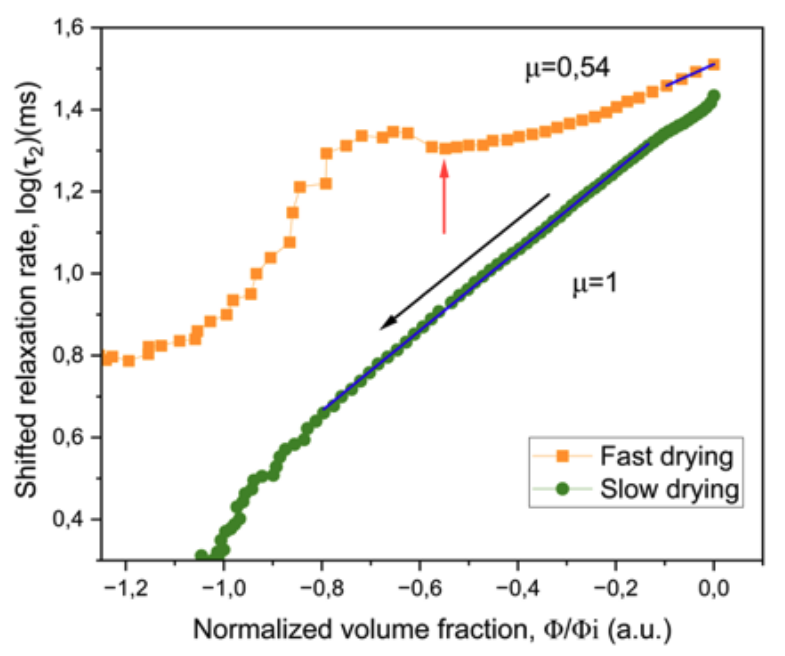 Shifted relaxation rate, log(τ₂)(ms)
1,6
1,4
1,2
1,0
0,8
0,6
0,4
μ=0,54
μ=1
Fast drying
Slow drying
−1,2 −1,0 −0,8 −0,6 −0,4 −0,2 0,0
Normalized volume fraction, Φ/Φi (a.u.)